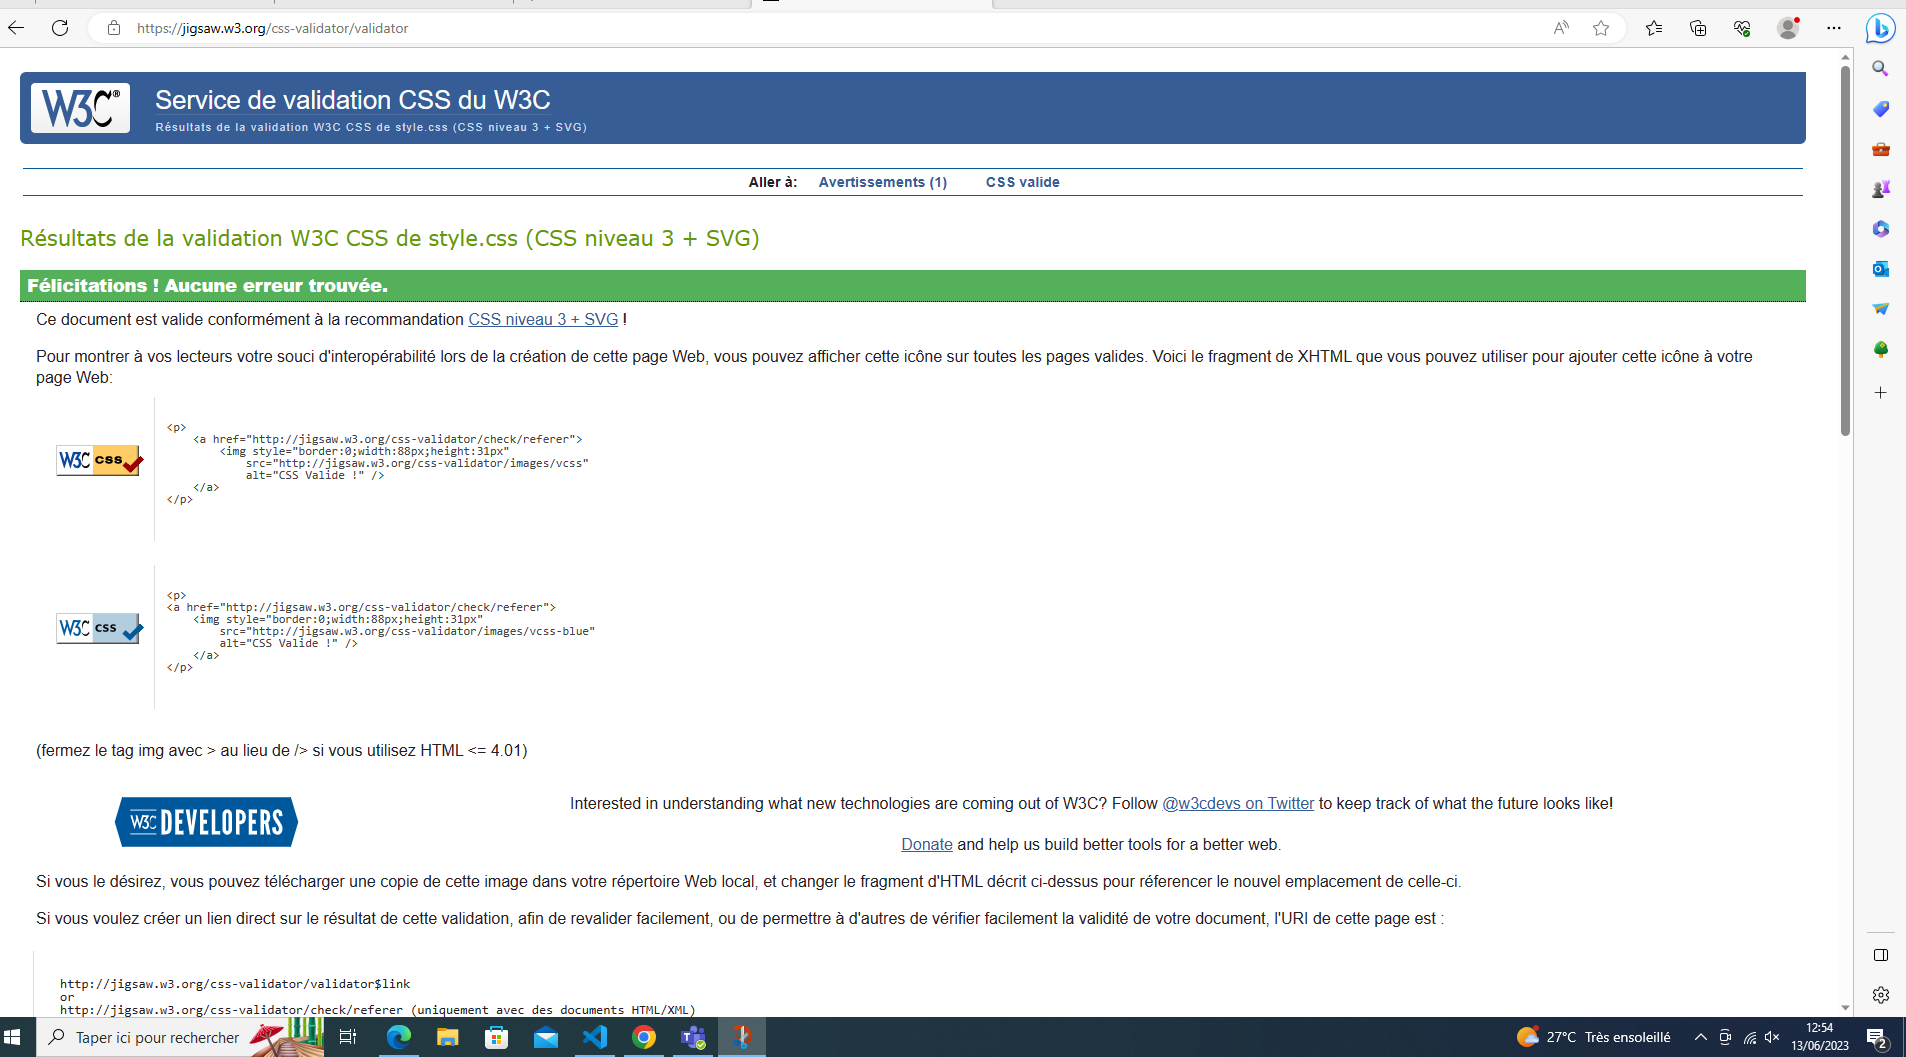 https://jigsaw.w3.org/css-validator/validator
W3C®
Service de validation CSS du W3C
Résultats de la validation W3C CSS de style.css (CSS niveau 3 + SVG)
Aller à: Avertissements (1) CSS valide
Résultats de la validation W3C CSS de style.css (CSS niveau 3 + SVG)
Félicitations ! Aucune erreur trouvée.
Ce document est valide conformément à la recommandation CSS niveau 3 + SVG !
Pour montrer à vos lecteurs votre souci d'interopérabilité lors de la création de cette page Web, vous pouvez afficher cette icône sur toutes les pages valides. Voici le fragment de XHTML que vous pouvez utiliser pour ajouter cette icône à votre
page Web:
<p>
<a href="http://jigsaw.w3.org/css-validator/check/referer">
<img style="border:0;width:88px;height:31px"
src="http://jigsaw.w3.org/css-validator/images/vcss"
alt="CSS Valide !" />
</a>
</p>
W3C css
<p>
<a href="http://jigsaw.w3.org/css-validator/check/referer">
<img style="border:0;width:88px;height:31px"
src="http://jigsaw.w3.org/css-validator/images/vcss-blue"
alt="CSS Valide !" />
</a>
</p>
W3C css
(fermez le tag img avec > au lieu de /> si vous utilisez HTML <= 4.01)
W3C DEVELOPERS
Interested in understanding what new technologies are coming out of W3C? Follow @w3cdevs on Twitter to keep track of what the future looks like!
Donate and help us build better tools for a better web.
Si vous le désirez, vous pouvez télécharger une copie de cette image dans votre répertoire Web local, et changer le fragment d'HTML décrit ci-dessus pour réferencer le nouvel emplacement de celle-ci.
Si vous voulez créer un lien direct sur le résultat de cette validation, afin de revalider facilement, ou de permettre à d'autres de vérifier facilement la validité de votre document, l'URI de cette page est :
http://jigsaw.w3.org/css-validator/validator$link
or
http://jigsaw.w3.org/css-validator/check/referer (uniquement avec des documents HTML/XML)
Taper ici pour rechercher
27°C Très ensoleillé
12:54
13/06/2023
2